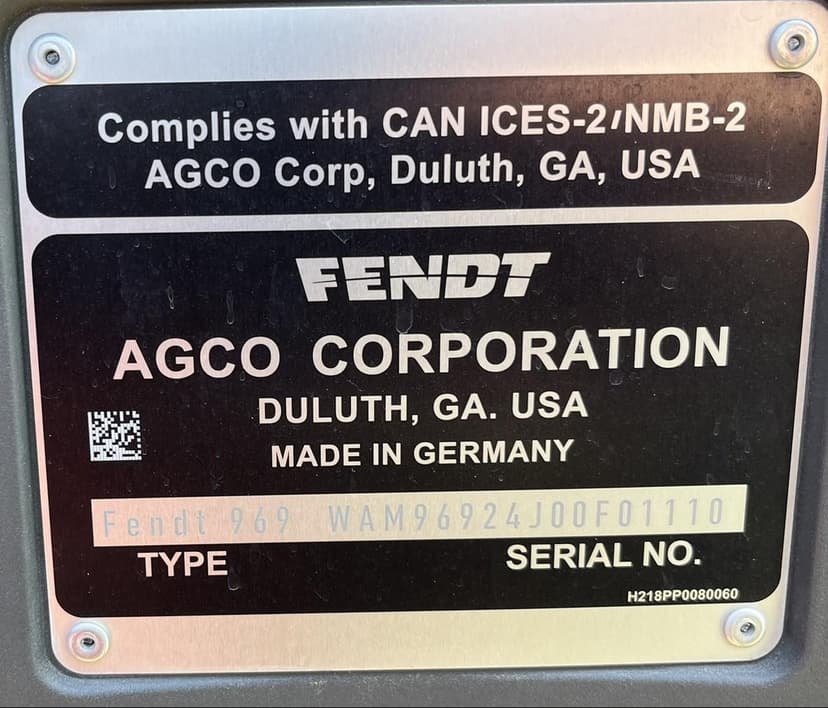 Complies with CAN ICES-2/NMB-2
AGCO Corp, Duluth, GA, USA
FENDT
AGCO CORPORATION
DULUTH, GA. USA
MADE IN GERMANY
Fendt 969 WAM96924J00F01110
TYPE SERIAL NO.
H218PP0080060